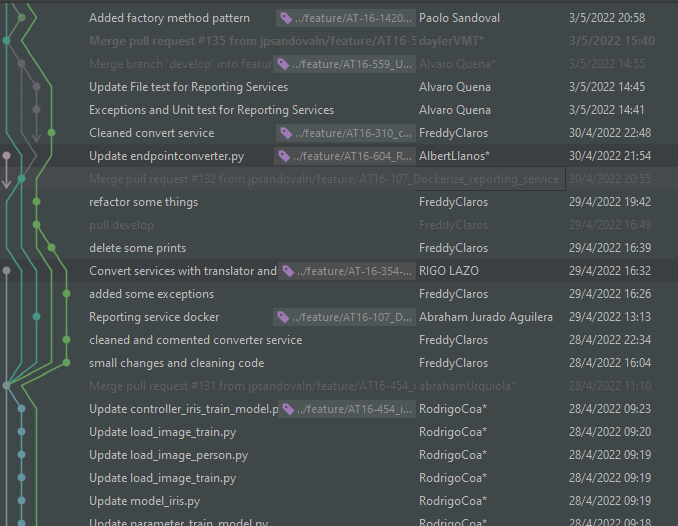 Added factory method pattern ../feature/AT-16-1420... Paolo Sandoval 3/5/2022 20:58
Merge pull request #135 from jpsandovaln/feature/AT-16-5 daylerVMT* 3/5/2022 15:40
Merge branch 'develop' into featur ../feature/AT16-559_U... Alvaro Quena* 3/5/2022 14:55
Update File test for Reporting Services Alvaro Quena 3/5/2022 14:45
Exceptions and Unit test for Reporting Services Alvaro Quena 3/5/2022 14:41
Cleaned convert service ../feature/AT16-310_c... FreddyClaros 30/4/2022 22:48
Update endpointconverter.py ../feature/AT16-604_R... AlbertLlanos* 30/4/2022 21:54
Merge pull request #132 from jpsandovaln/feature/AT16-107_Dockerize_reporting_service 30/4/2022 20:55
refactor some things FreddyClaros 29/4/2022 19:42
pull develop FreddyClaros 29/4/2022 16:49
delete some prints FreddyClaros 29/4/2022 16:39
Convert services with translator and ../feature/AT-16-354-... RIGO LAZO 29/4/2022 16:32
added some exceptions FreddyClaros 29/4/2022 16:26
Reporting service docker ../feature/AT16-107_D... Abraham Jurado Aguilera 29/4/2022 13:13
cleaned and comented converter service FreddyClaros 28/4/2022 22:34
small changes and cleaning code FreddyClaros 28/4/2022 16:04
Merge pull request #131 from jpsandovaln/feature/AT16-454_i abrahamUrquiola* 28/4/2022 11:10
Update controller_iris_train_model.p ../feature/AT16-454_i... RodrigoCoa* 28/4/2022 09:23
Update load_image_train.py RodrigoCoa* 28/4/2022 09:20
Update load_image_person.py RodrigoCoa* 28/4/2022 09:19
Update load_image_train.py RodrigoCoa* 28/4/2022 09:19
Update model_iris.py RodrigoCoa* 28/4/2022 09:19
Update parameter_train_model.py RodrigoCoa* 28/4/2022 09:18